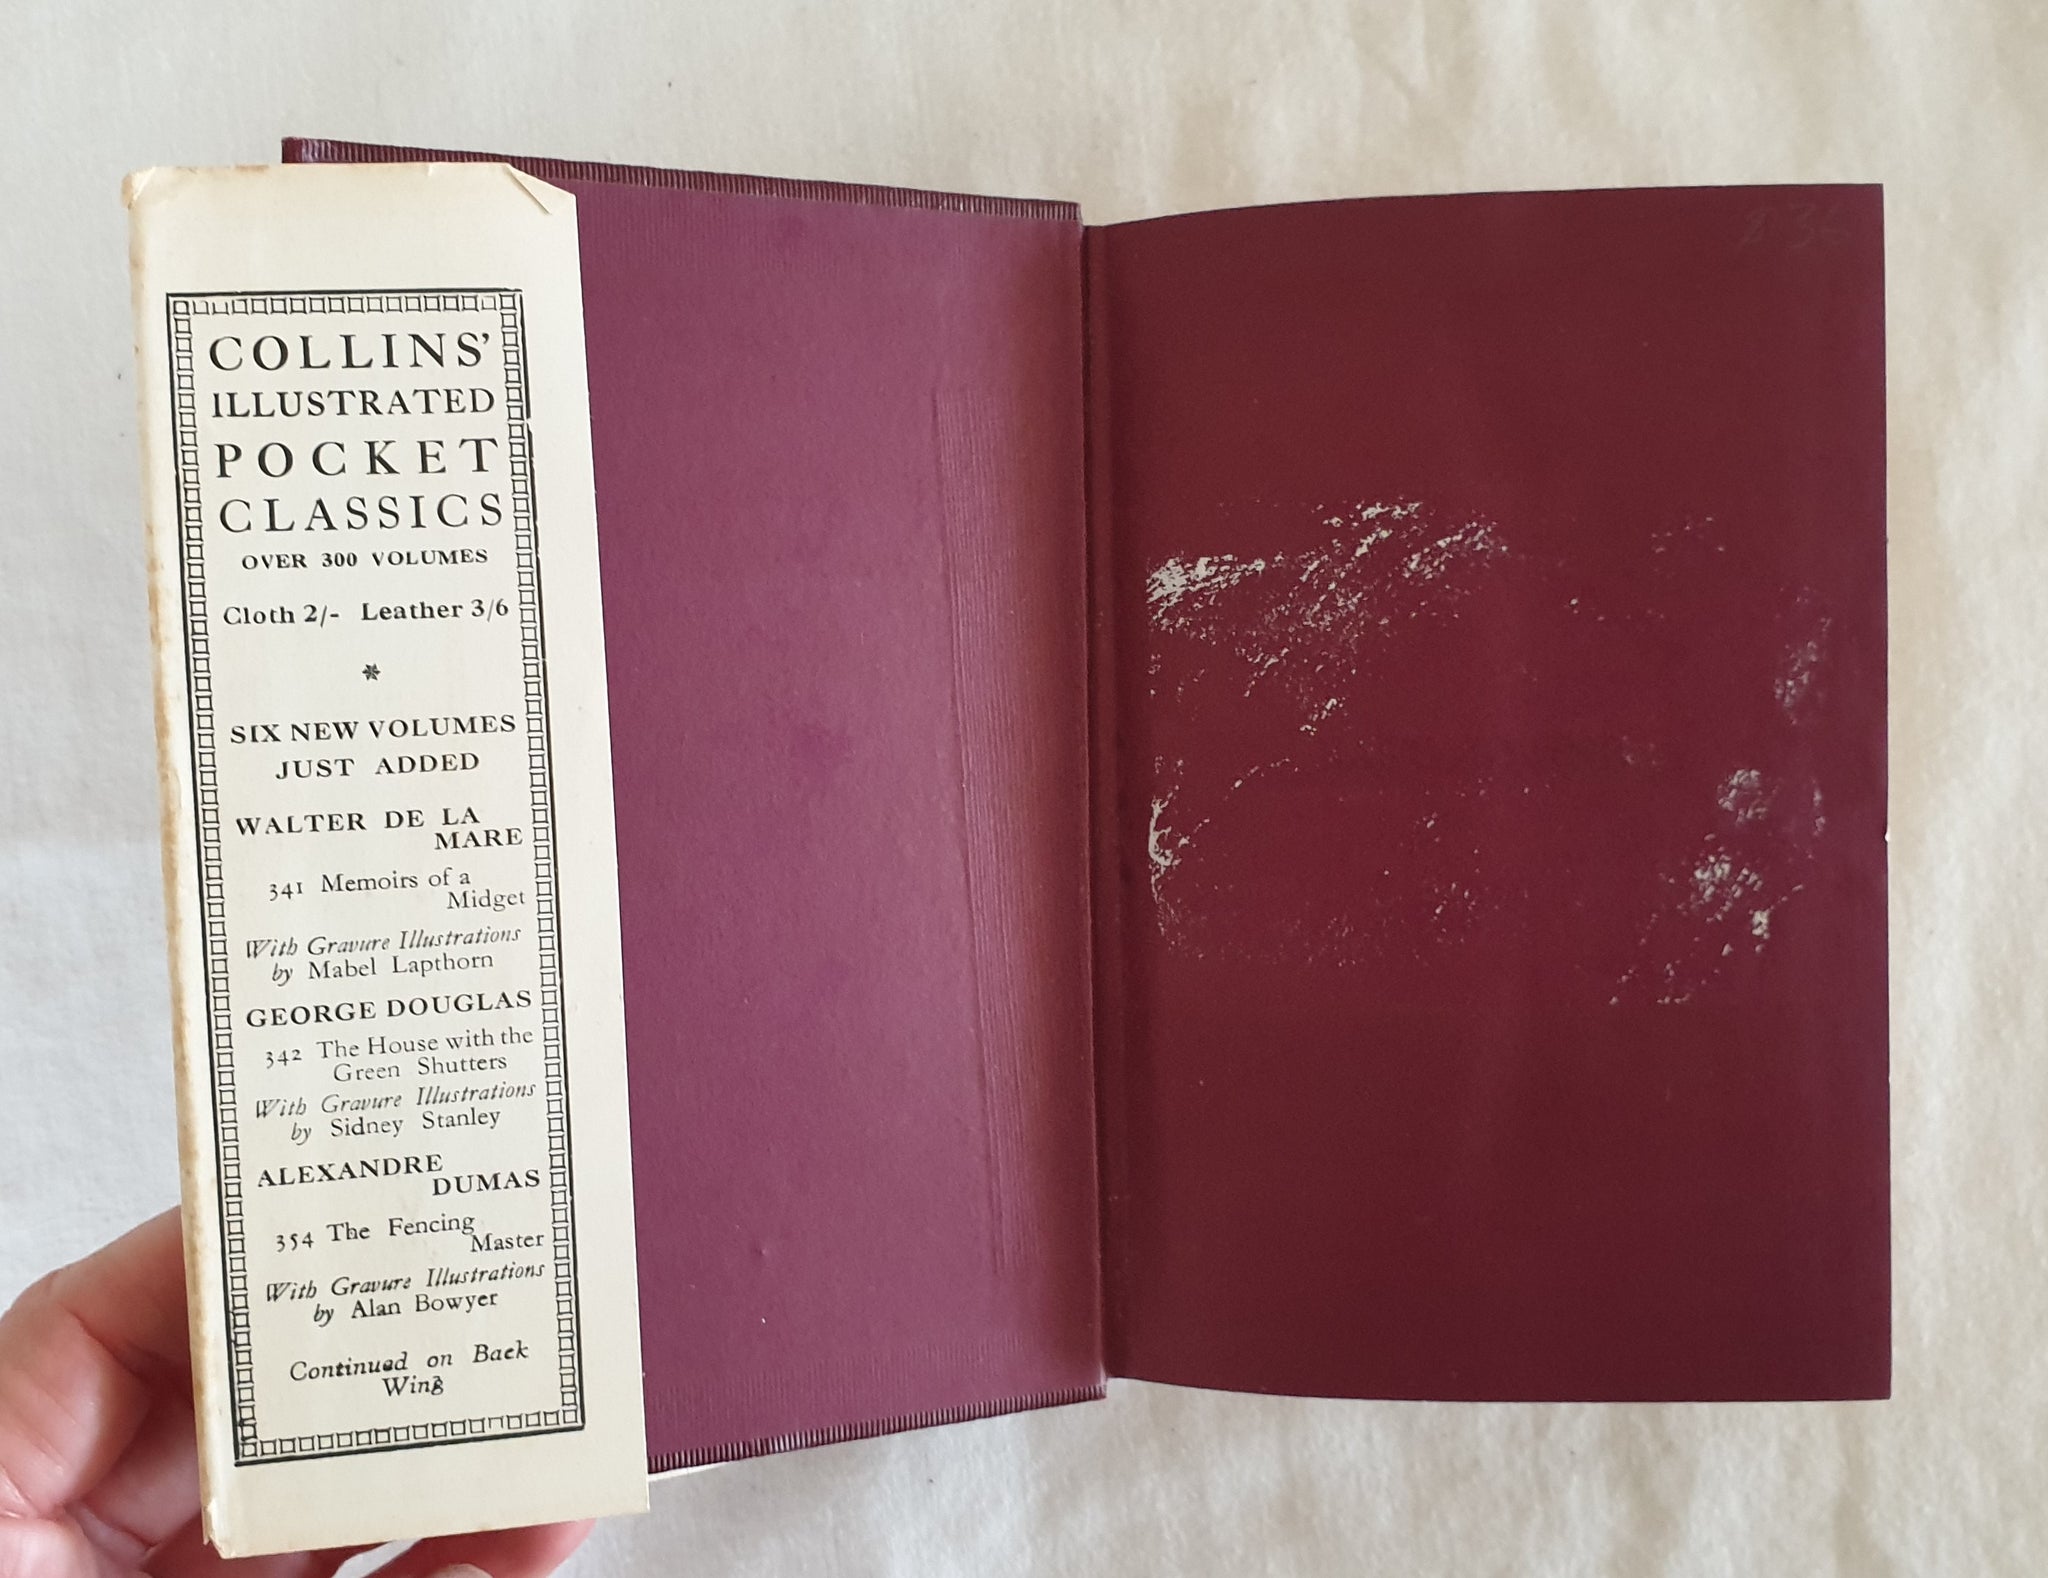 COLLINS'
ILLUSTRATED
POCKET
CLASSICS
OVER 300 VOLUMES
Cloth 2/- Leather 3/6
SIX NEW VOLUMES
JUST ADDED
WALTER DE LA
MARE
341 Memoirs of a
Midget
With Gravure Illustrations
by Mabel Lapthorn
GEORGE DOUGLAS
342 The House with the
Green Shutters
With Gravure Illustrations
by Sidney Stanley
ALEXANDRE
DUMAS
354 The Fencing
Master
With Gravure Illustrations
by Alan Bowyer
Continued on Back
Wing